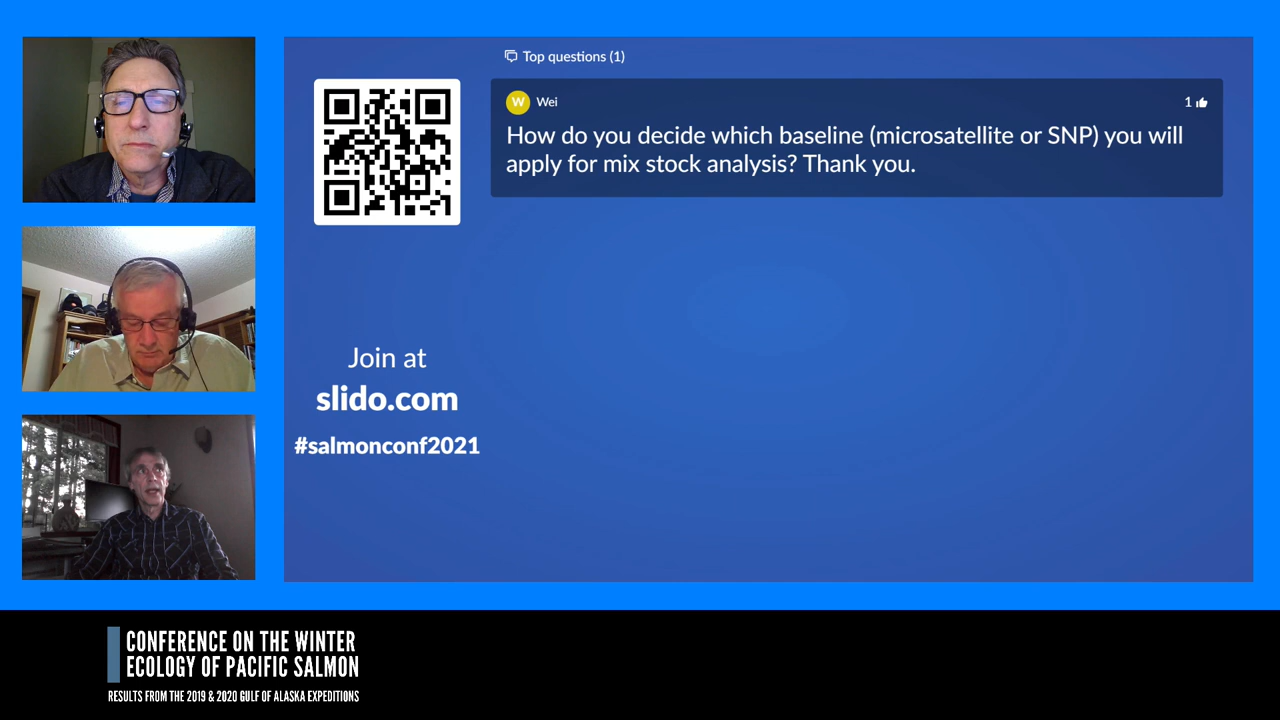 Top questions (1)
W Wei
1
How do you decide which baseline (microsatellite or SNP) you will
apply for mix stock analysis? Thank you.
Join at
slido.com
#salmonconf2021
CONFERENCE ON THE WINTER
ECOLOGY OF PACIFIC SALMON
RESULTS FROM THE 2019 & 2020 GULF OF ALASKA EXPEDITIONS